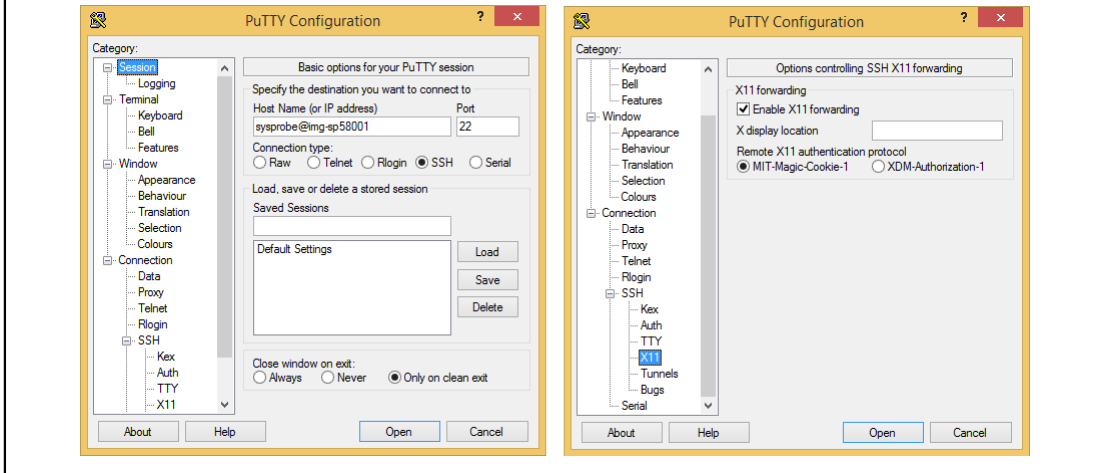 PuTTY Configuration
?
×
Category:
Session
Logging
Terminal
Keyboard
Bell
Features
Window
Appearance
Behaviour
Translation
Selection
Colours
Connection
Data
Proxy
Telnet
Rlogin
SSH
Kex
Auth
TTY
X11
Basic options for your PuTTY session
Specify the destination you want to connect to
Host Name (or IP address) Port
sysprobe@img-sp58001 22
Connection type:
Raw Telnet Rlogin SSH Serial
Load, save or delete a stored session
Saved Sessions
Default Settings
Load
Save
Delete
Close window on exit:
Always Never Only on clean exit
About Help Open Cancel
PuTTY Configuration
?
×
Category:
Keyboard
Bell
Features
Window
Appearance
Behaviour
Translation
Selection
Colours
Connection
Data
Proxy
Telnet
Rlogin
SSH
Kex
Auth
TTY
X11
Tunnels
Bugs
Serial
Options controlling SSH X11 forwarding
X11 forwarding
Enable X11 forwarding
X display location
Remote X11 authentication protocol
MIT-Magic-Cookie-1 XDM-Authorization-1
About Help Open Cancel